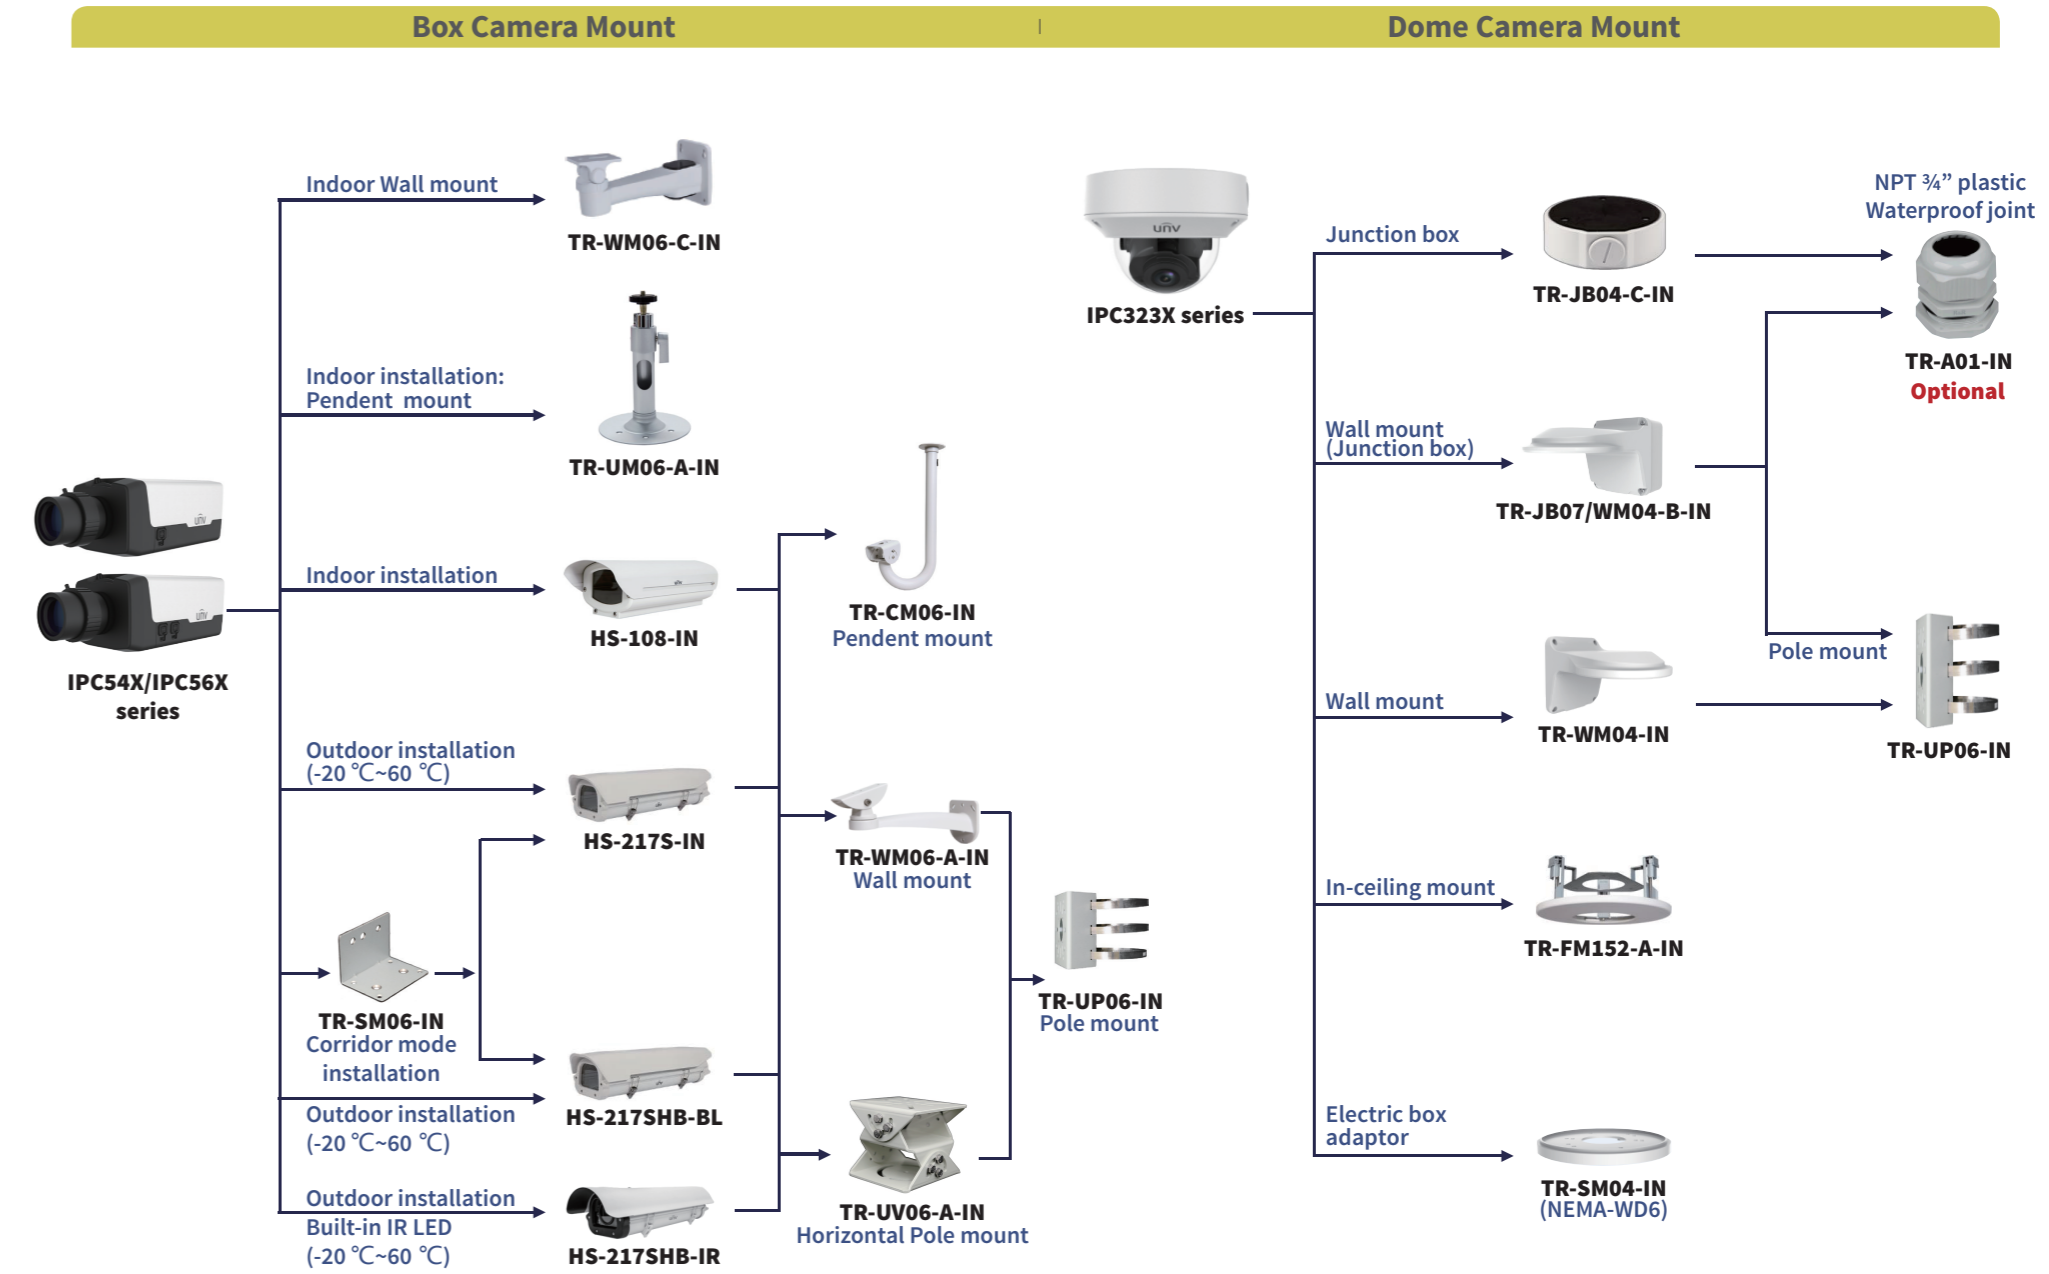 Box Camera Mount
Dome Camera Mount
Indoor Wall mount
TR-WM06-C-IN
Indoor installation:
Pendent mount
TR-UM06-A-IN
unv
unv
IPC54X/IPC56X
series
Indoor installation
HS-108-IN
TR-CM06-IN
Pendent mount
Outdoor installation
(-20 ℃~60 ℃)
HS-217S-IN
TR-WM06-A-IN
Wall mount
TR-SM06-IN
Corridor mode
installation
TR-UP06-IN
Pole mount
Outdoor installation
(-20 ℃~60 ℃)
HS-217SHB-BL
Outdoor installation
Built-in IR LED
(-20 ℃~60 ℃)
HS-217SHB-IR
TR-UV06-A-IN
Horizontal Pole mount
unv
IPC323X series
Junction box
TR-JB04-C-IN
NPT ¾” plastic
Waterproof joint
TR-A01-IN
Optional
Wall mount
(Junction box)
TR-JB07/WM04-B-IN
Pole mount
TR-UP06-IN
Wall mount
TR-WM04-IN
In-ceiling mount
TR-FM152-A-IN
Electric box
adaptor
TR-SM04-IN
(NEMA-WD6)